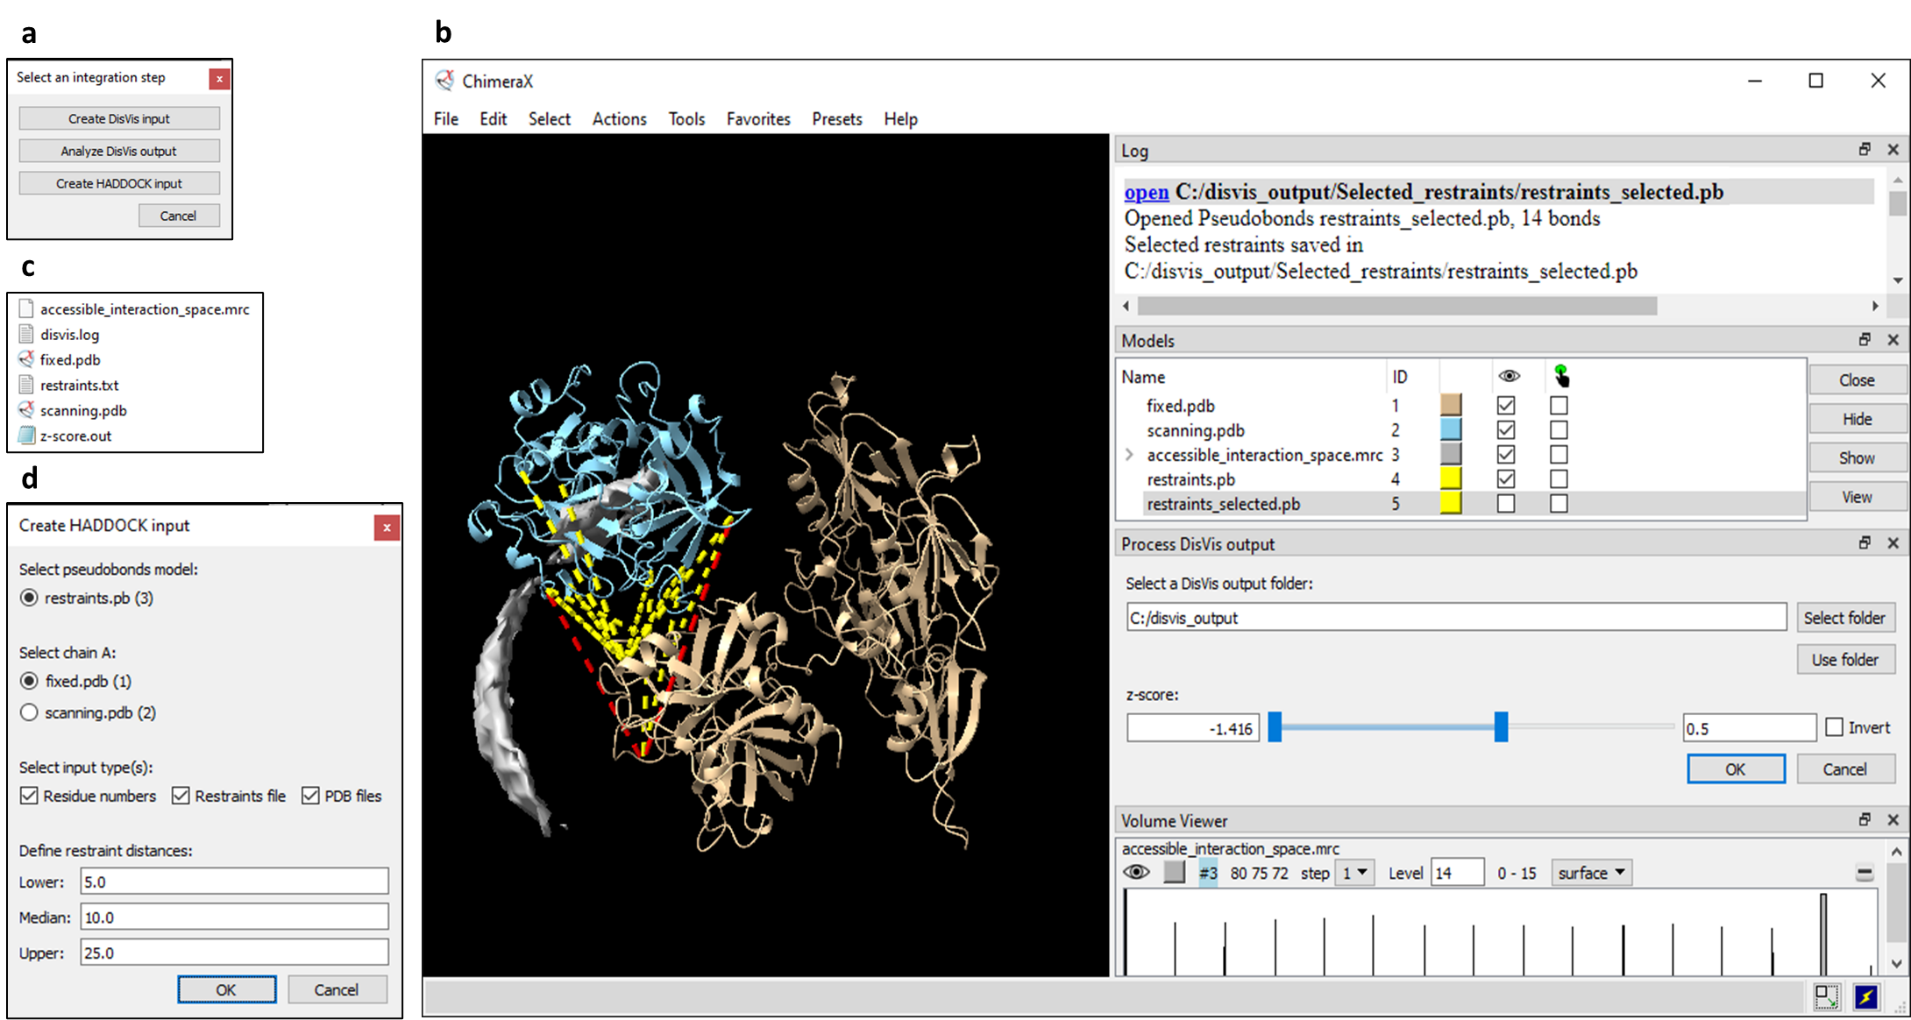 a
Select an integration step
x
Create DisVis input
Analyze DisVis output
Create HADDOCK input
Cancel
b
ChimeraX
File Edit Select Actions Tools Favorites Presets Help
Log
open C:/disvis_output/Selected_restraints/restraints_selected.pb
Opened Pseudobonds restraints_selected.pb, 14 bonds
Selected restraints saved in
C:/disvis_output/Selected_restraints/restraints_selected.pb
Models
Name ID
fixed.pdb 1
scanning.pdb 2
accessible_interaction_space.mrc 3
restraints.pb 4
restraints_selected.pb 5
Close
Hide
Show
View
Process DisVis output
Select a DisVis output folder:
C:/disvis_output Select folder
Use folder
z-score:
-1.416 0.5 Invert
OK Cancel
Volume Viewer
accessible_interaction_space.mrc
#3 80 75 72 step 1 Level 14 0 - 15 surface
c
accessible_interaction_space.mrc
disvis.log
fixed.pdb
restraints.txt
scanning.pdb
z-score.out
d
Create HADDOCK input
x
Select pseudobonds model:
restraints.pb (3)
Select chain A:
fixed.pdb (1)
scanning.pdb (2)
Select input type(s):
Residue numbers Restraints file PDB files
Define restraint distances:
Lower: 5.0
Median: 10.0
Upper: 25.0
OK Cancel